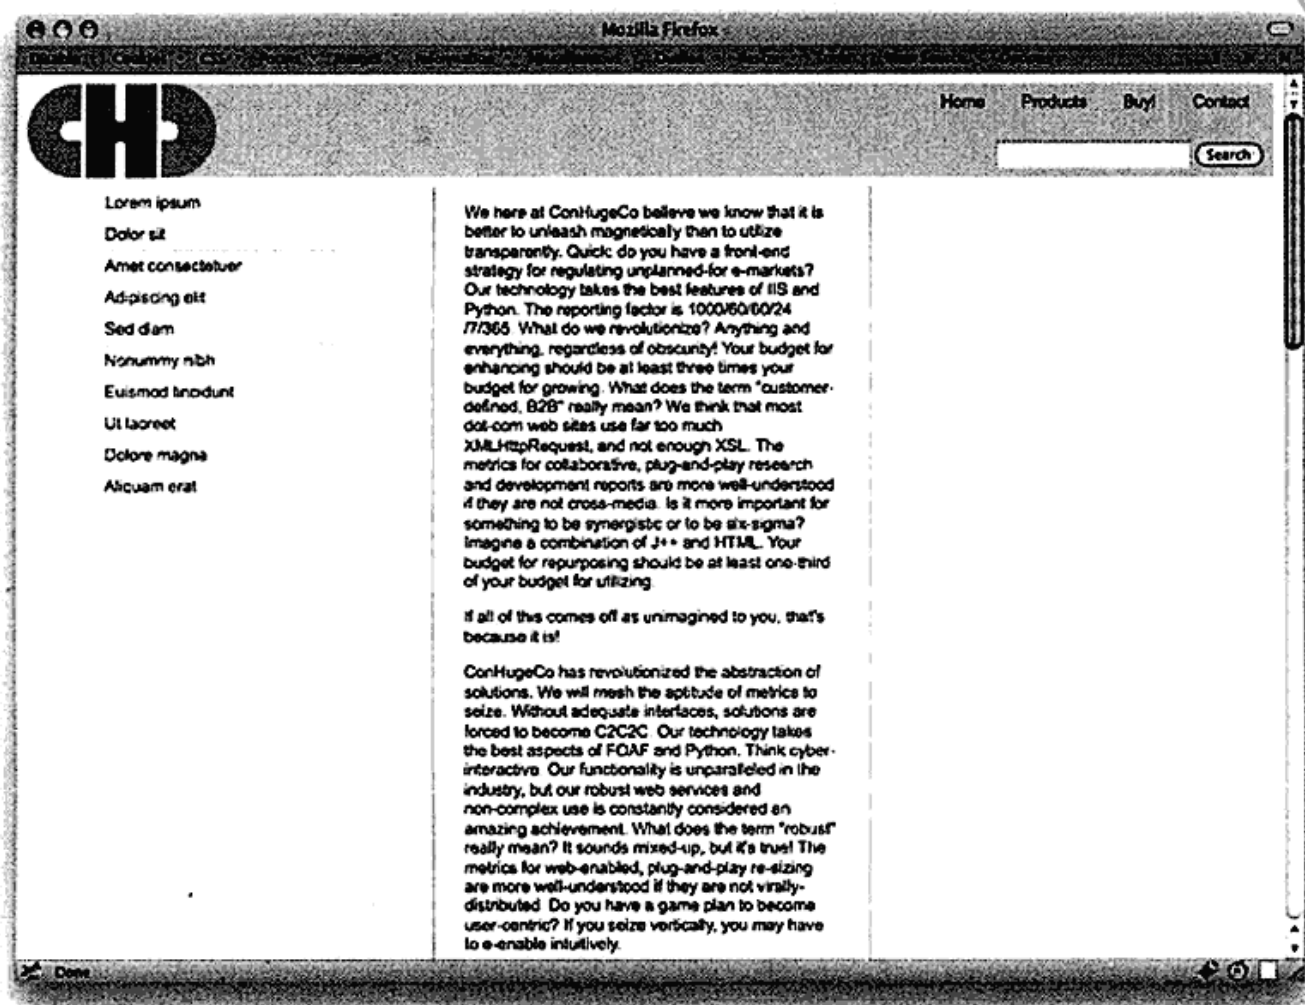 Mozilla Firefox
CHC
Home Products Buy! Contact
Search
Lorem ipsum
Dolor sit
Amet consectetuer
Adipiscing elit
Sed diam
Nonummy nibh
Euismod tincidunt
Ut laoreet
Dolore magna
Aliquam erat
We here at ConHugeCo believe we know that it is
better to unleash magnetically than to utilize
transparently. Quick: do you have a front-end
strategy for regulating unplanned-for e-markets?
Our technology takes the best features of IIS and
Python. The reporting factor is 1000/60/60/24
/7/365. What do we revolutionize? Anything and
everything, regardless of obscurity! Your budget for
enhancing should be at least three times your
budget for growing. What does the term "customer-
defined, B2B" really mean? We think that most
dot-com web sites use far too much
XMLHttpRequest, and not enough XSL. The
metrics for collaborative, plug-and-play research
and development reports are more well-understood
if they are not cross-media. Is it more important for
something to be synergistic or to be six-sigma?
Imagine a combination of J++ and HTML. Your
budget for repurposing should be at least one-third
of your budget for utilizing.
If all of this comes off as unimagined to you, that's
because it is!
ConHugeCo has revolutionized the abstraction of
solutions. We will mesh the aptitude of metrics to
seize. Without adequate interfaces, solutions are
forced to become C2C2C. Our technology takes
the best aspects of FOAF and Python. Think cyber-
interactive. Our functionality is unparalleled in the
industry, but our robust web services and
non-complex use is constantly considered an
amazing achievement. What does the term "robust"
really mean? It sounds mixed-up, but it's true! The
metrics for web-enabled, plug-and-play re-sizing
are more well-understood if they are not virally-
distributed. Do you have a game plan to become
user-centric? If you seize vertically, you may have
to e-enable intuitively.
Done